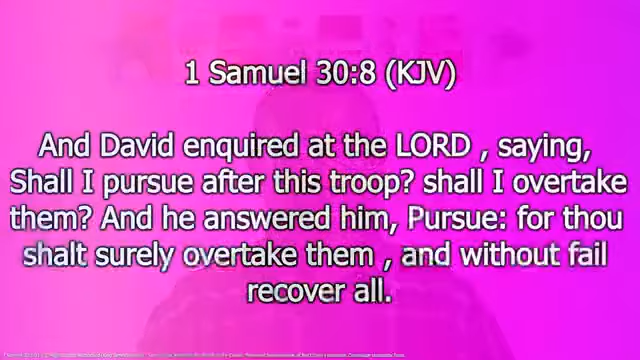 1 Samuel 30:8 (KJV)
And David enquired at the LORD , saying,
Shall I pursue after this troop? shall I overtake
them? And he answered him, Pursue: for thou
shalt surely overtake them , and without fail
recover all.